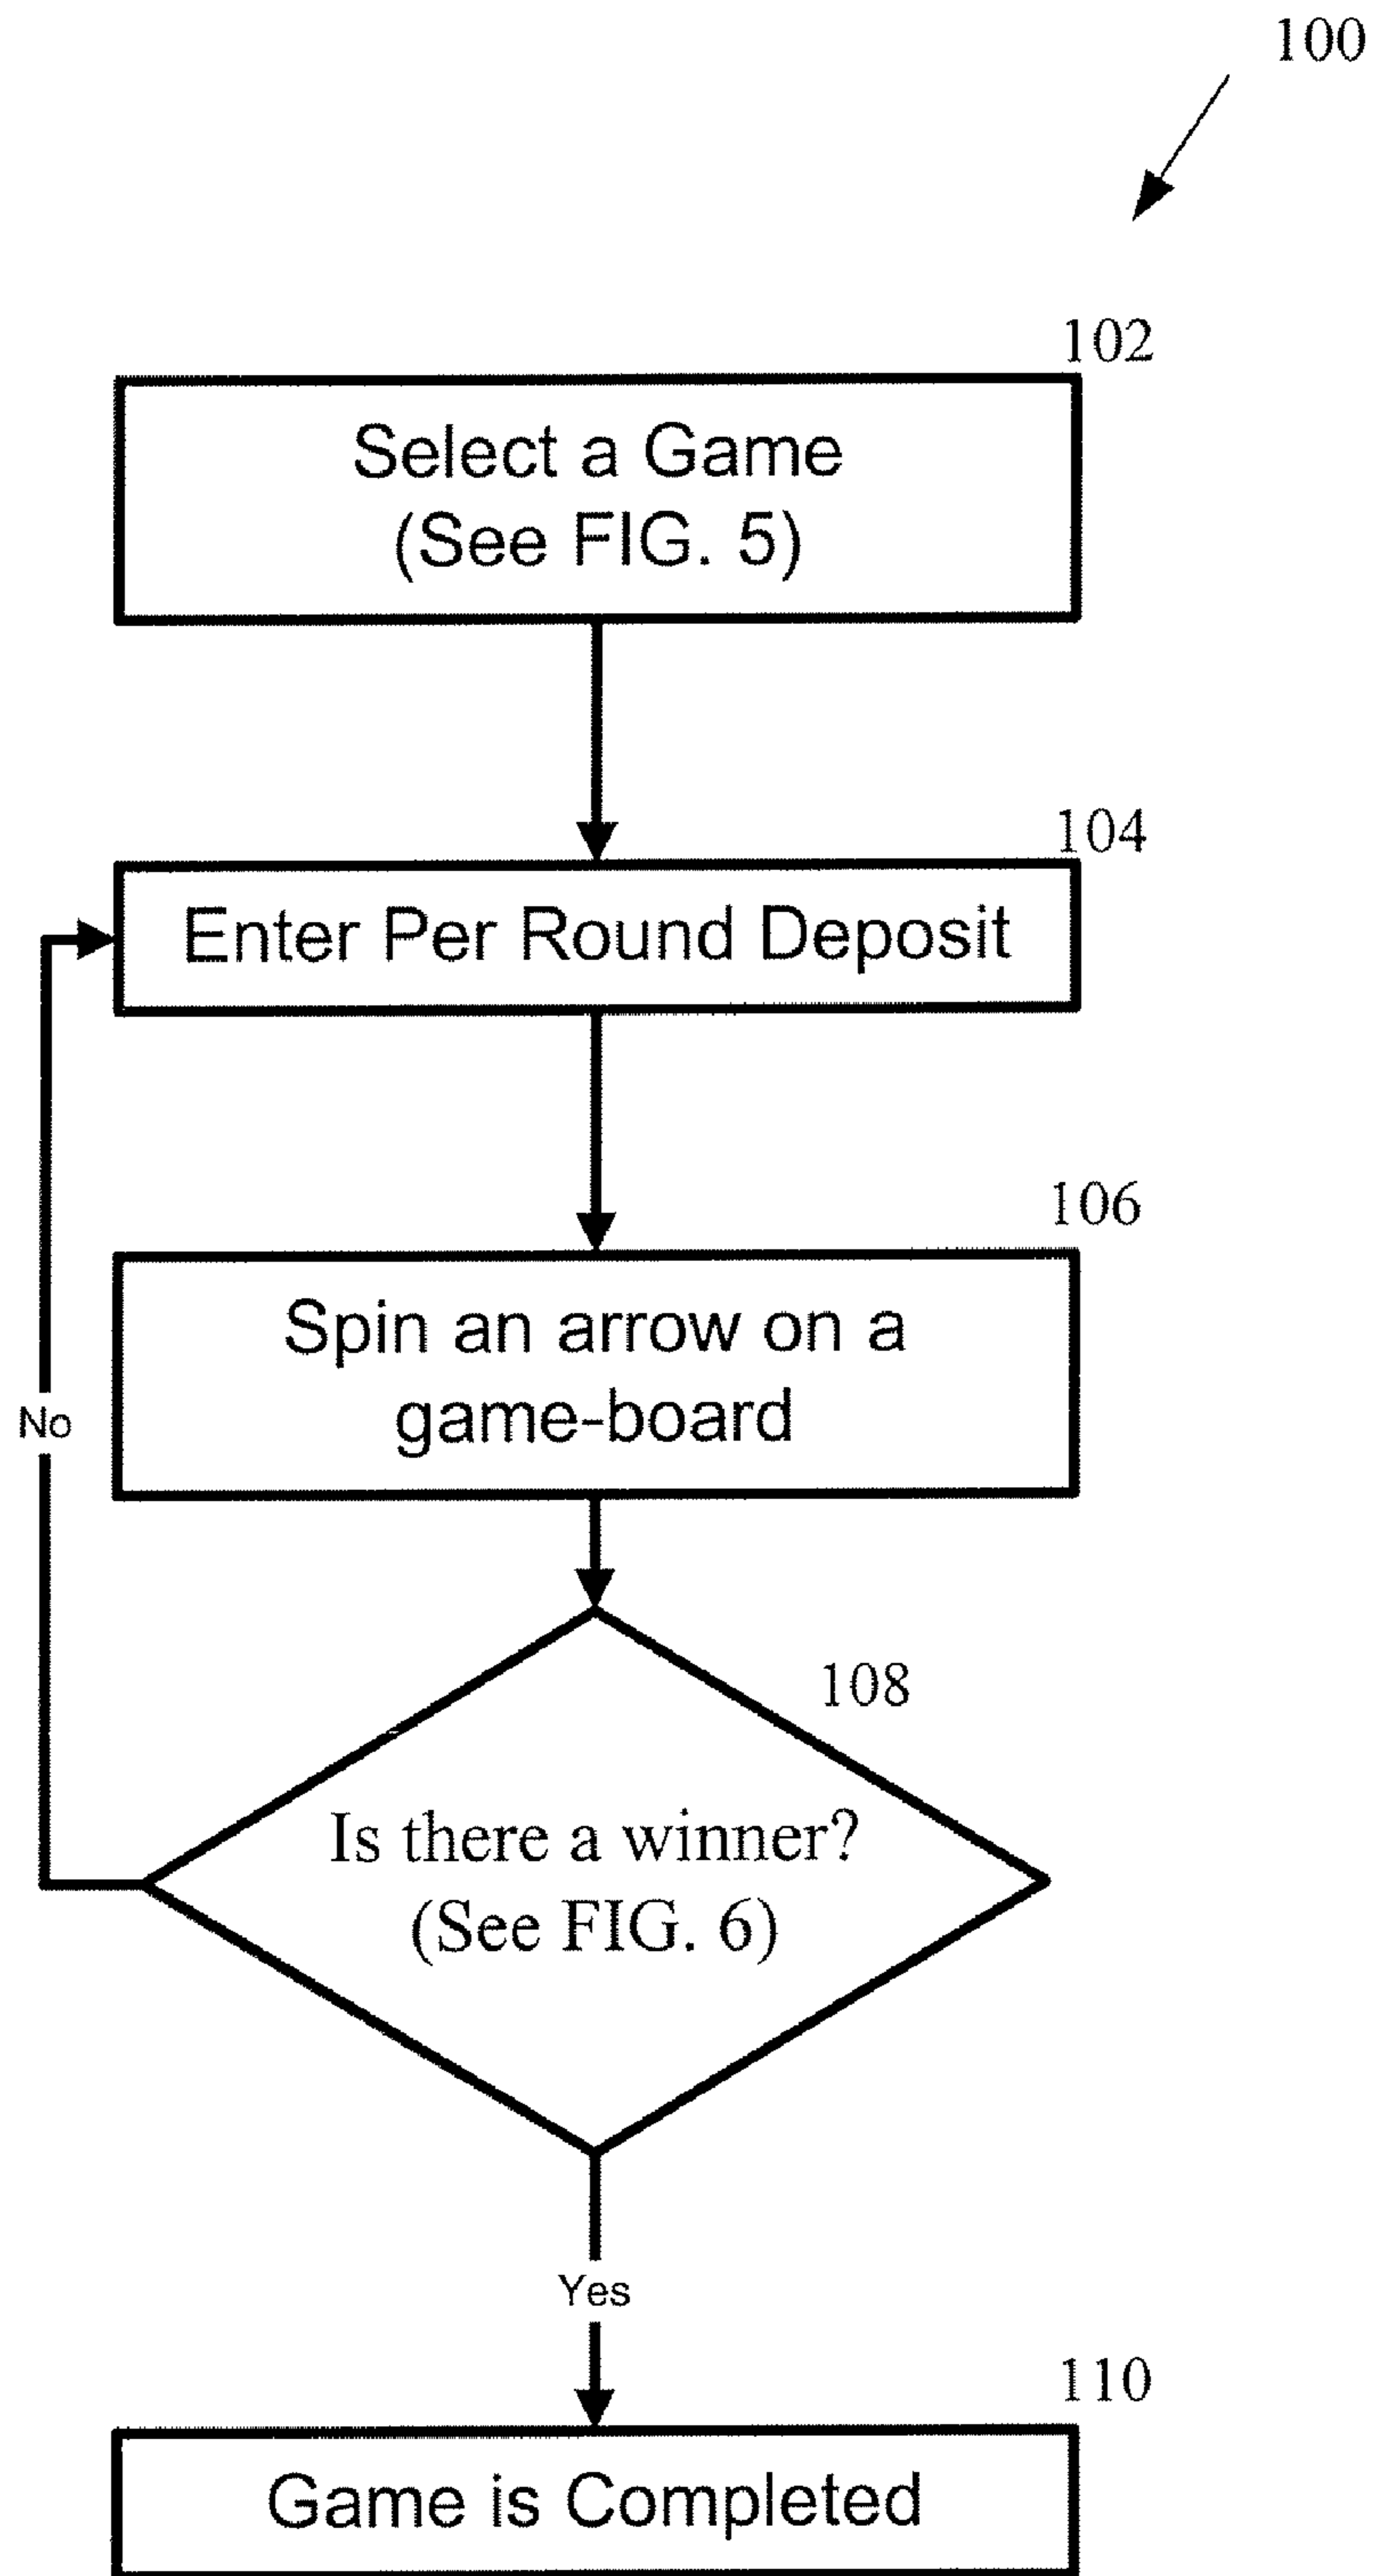 100
102
Select a Game
(See FIG. 5)
104
Enter Per Round Deposit
106
Spin an arrow on a
game-board
No
108
Is there a winner?
(See FIG. 6)
Yes
110
Game is Completed